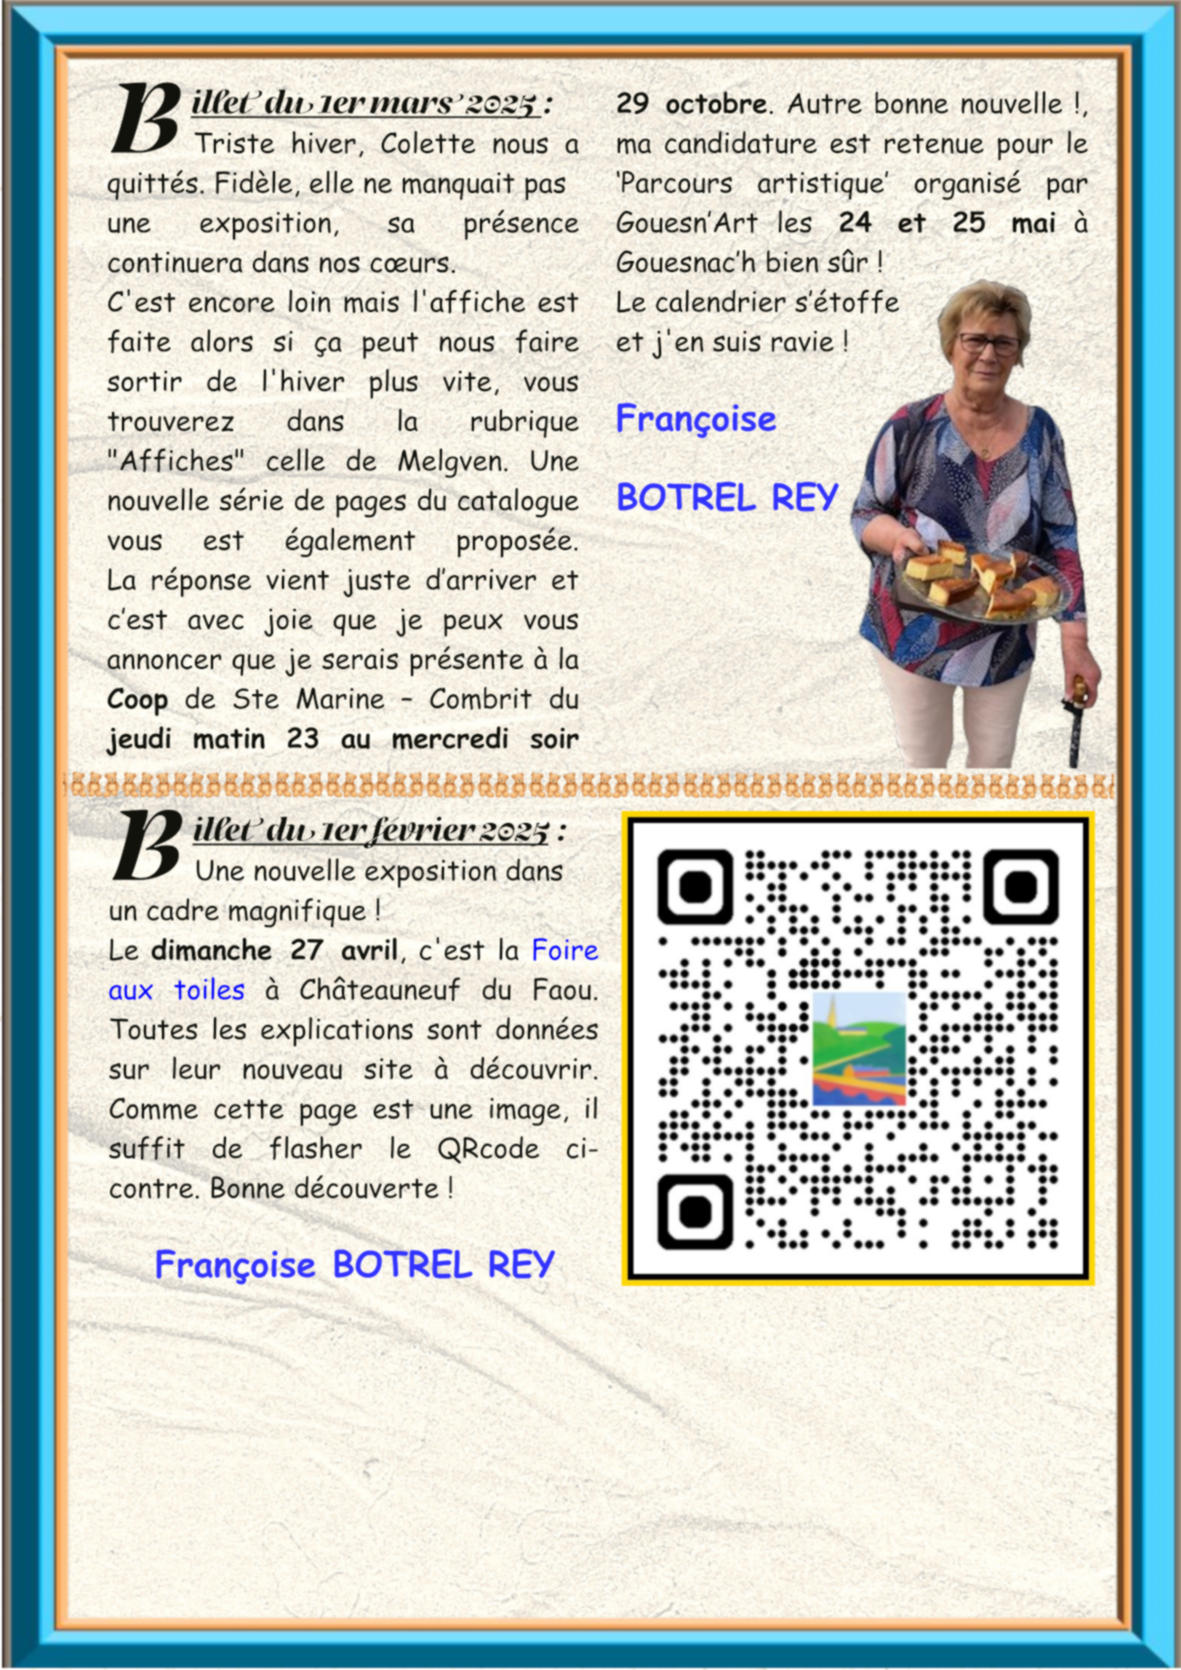 Billet du 1er mars 2025 :
Triste hiver, Colette nous a
quittés. Fidèle, elle ne manquait pas
une exposition, sa présence
continuera dans nos cœurs.
C'est encore loin mais l'affiche est
faite alors si ça peut nous faire
sortir de l'hiver plus vite, vous
trouverez dans la rubrique
"Affiches" celle de Melgven. Une
nouvelle série de pages du catalogue
vous est également proposée.
La réponse vient juste d’arriver et
c’est avec joie que je peux vous
annoncer que je serais présente à la
Coop de Ste Marine – Combrit du
jeudi matin 23 au mercredi soir
29 octobre. Autre bonne nouvelle !,
ma candidature est retenue pour le
‘Parcours artistique’ organisé par
Gouesn’Art les 24 et 25 mai à
Gouesnac’h bien sûr !
Le calendrier s’étoffe
et j'en suis ravie !
Françoise
BOTREL REY
Billet du 1er février 2025 :
Une nouvelle exposition dans
un cadre magnifique !
Le dimanche 27 avril, c'est la Foire
aux toiles à Châteauneuf du Faou.
Toutes les explications sont données
sur leur nouveau site à découvrir.
Comme cette page est une image, il
suffit de flasher le QRcode ci-
contre. Bonne découverte !
Françoise BOTREL REY